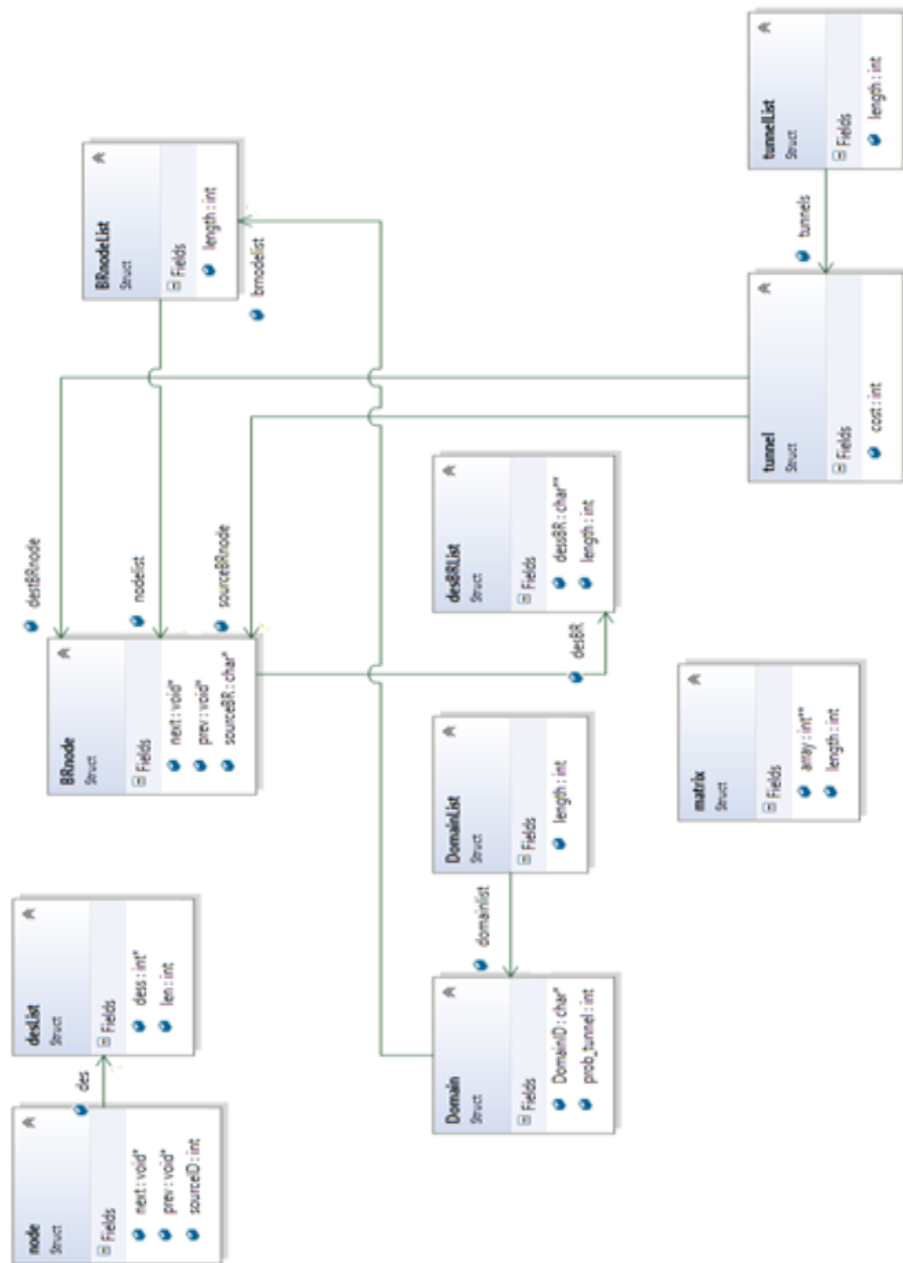 node
Struct
Fields
next : void*
prev : void*
sourceID : int
des
desList
Struct
Fields
dess : int*
len : int
BRnode
Struct
Fields
next : void*
prev : void*
sourceBR : char*
destBRnode
nodelist
sourceBRnode
BRnodeList
Struct
Fields
length : int
brnodelist
Domain
Struct
Fields
DomainID : char*
prob_tunnel : int
domainlist
DomainList
Struct
Fields
length : int
desBR
desBRList
Struct
Fields
dessBR : char**
length : int
matrix
Struct
Fields
array : int**
length : int
tunnel
Struct
Fields
cost : int
tunnels
tunnelList
Struct
Fields
length : int